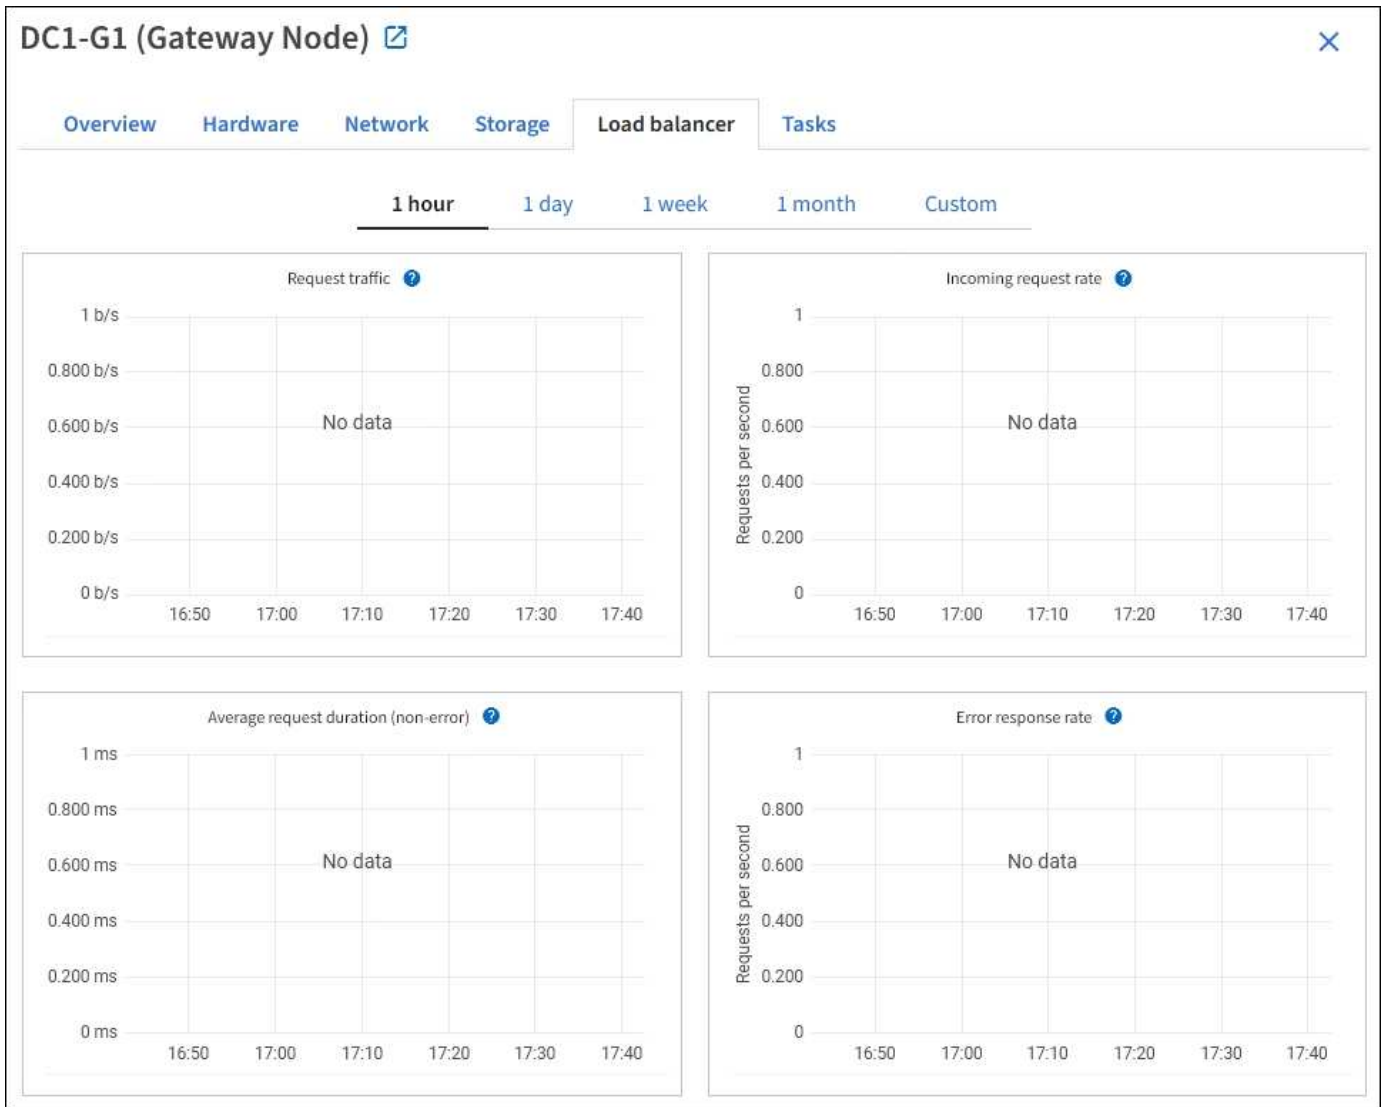 DC1-G1 (Gateway Node)
Overview Hardware Network Storage Load balancer Tasks
1 hour 1 day 1 week 1 month Custom
Request traffic ?
1 b/s
0.800 b/s
0.600 b/s
0.400 b/s
0.200 b/s
0 b/s
No data
16:50 17:00 17:10 17:20 17:30 17:40
Incoming request rate ?
Requests per second
1
0.800
0.600
0.400
0.200
0
No data
16:50 17:00 17:10 17:20 17:30 17:40
Average request duration (non-error) ?
1 ms
0.800 ms
0.600 ms
0.400 ms
0.200 ms
0 ms
No data
16:50 17:00 17:10 17:20 17:30 17:40
Error response rate ?
Requests per second
1
0.800
0.600
0.400
0.200
0
No data
16:50 17:00 17:10 17:20 17:30 17:40